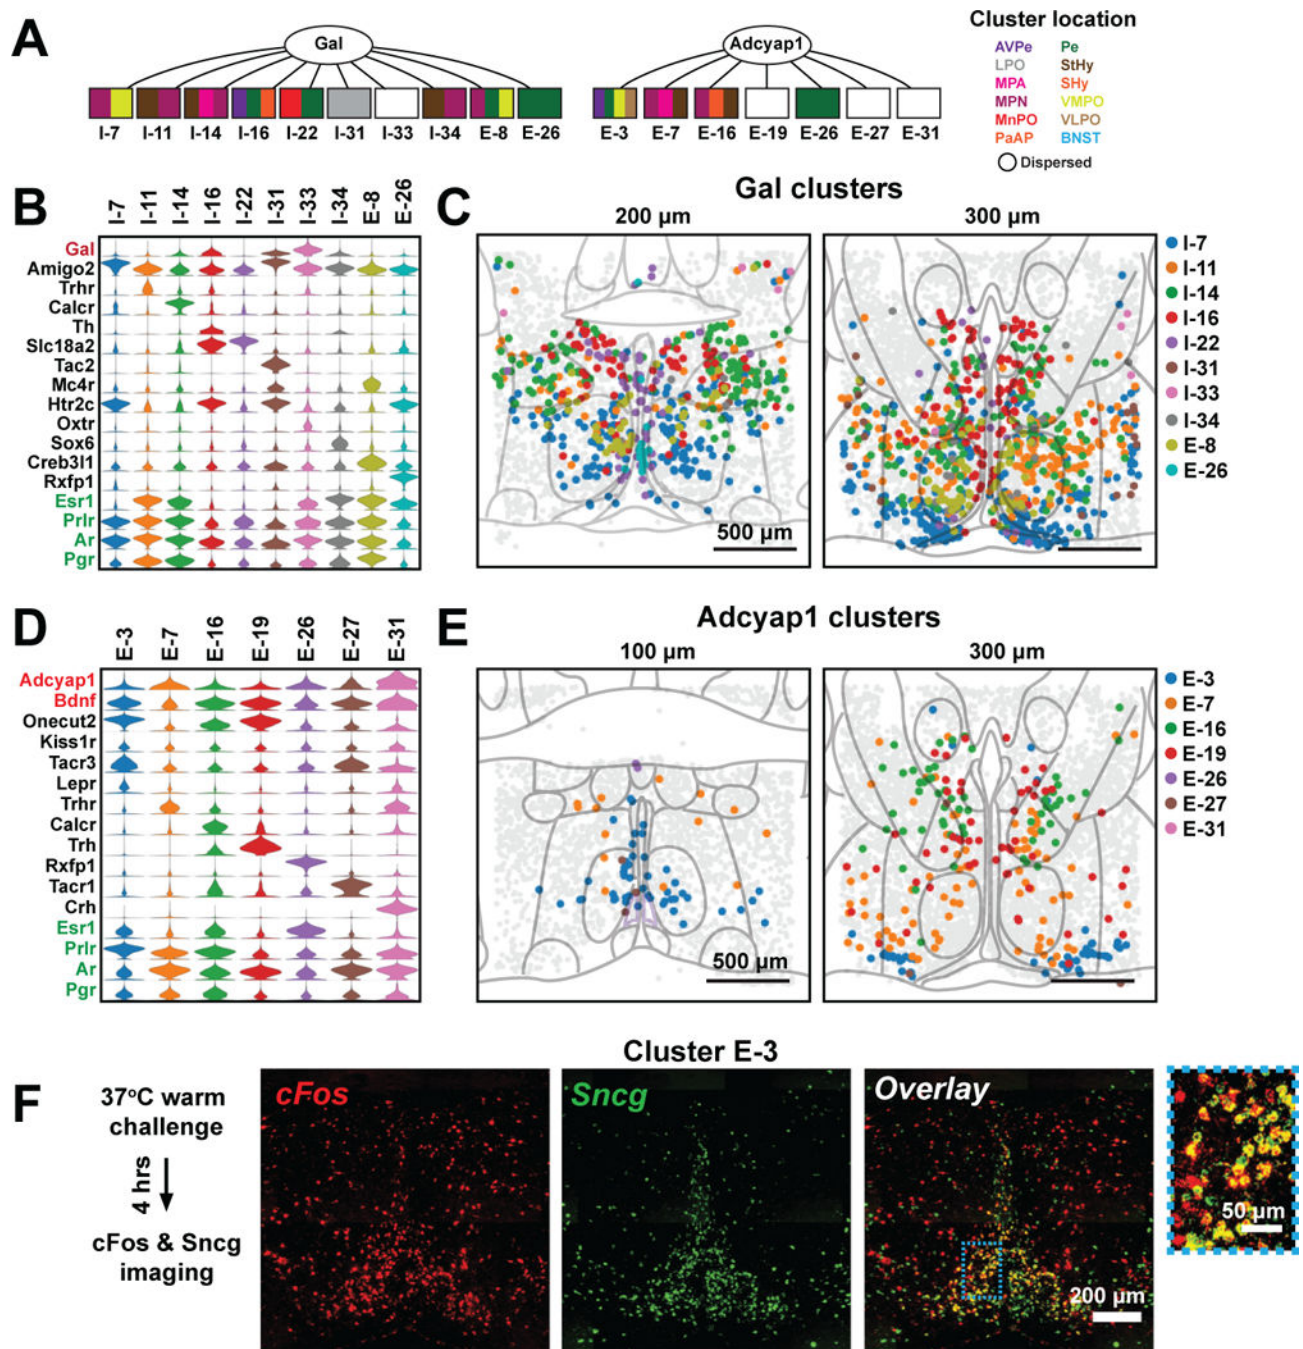 A
Gal
I-7 I-11 I-14 I-16 I-22 I-31 I-33 I-34 E-8 E-26
Adcyap1
E-3 E-7 E-16 E-19 E-26 E-27 E-31
Cluster location
AVPe Pe
LPO StHy
MPA SHy
MPN VMPO
MnPO VLPO
PaAP BNST
Dispersed
B
I-7 I-11 I-14 I-16 I-22 I-31 I-33 I-34 E-8 E-26
Gal
Amigo2
Trhr
Calcr
Th
Slc18a2
Tac2
Mc4r
Htr2c
Oxtr
Sox6
Creb3l1
Rxfp1
Esr1
Prlr
Ar
Pgr
C
Gal clusters
200 μm 300 μm
500 μm
I-7
I-11
I-14
I-16
I-22
I-31
I-33
I-34
E-8
E-26
D
E-3 E-7 E-16 E-19 E-26 E-27 E-31
Adcyap1
Bdnf
Onecut2
Kiss1r
Tacr3
Lepr
Trhr
Calcr
Trh
Rxfp1
Tacr1
Crh
Esr1
Prlr
Ar
Pgr
E
Adcyap1 clusters
100 μm 300 μm
500 μm
E-3
E-7
E-16
E-19
E-26
E-27
E-31
F
Cluster E-3
37°C warm
challenge
4 hrs
cFos & Sncg
imaging
cFos
Sncg
Overlay
200 μm
50 μm